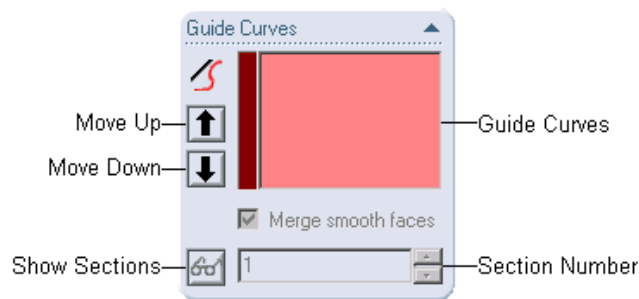 Guide Curves
Move Up
Guide Curves
Move Down
Merge smooth faces
Show Sections
1
Section Number